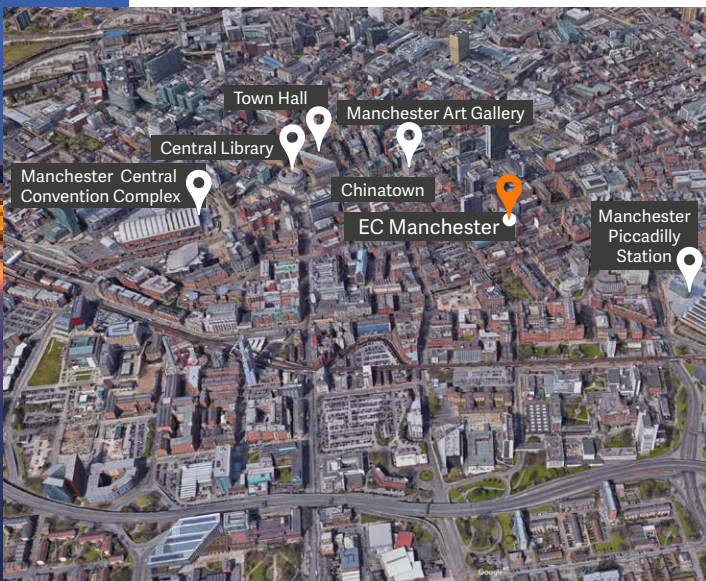 Town Hall
Manchester Art Gallery
Central Library
Manchester Central
Convention Complex
Chinatown
EC Manchester
Manchester
Piccadilly
Station
Google